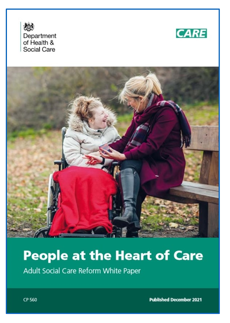 Department
of Health &
Social Care
CARE
People at the Heart of Care
Adult Social Care Reform White Paper
CP 560
Published December 2021